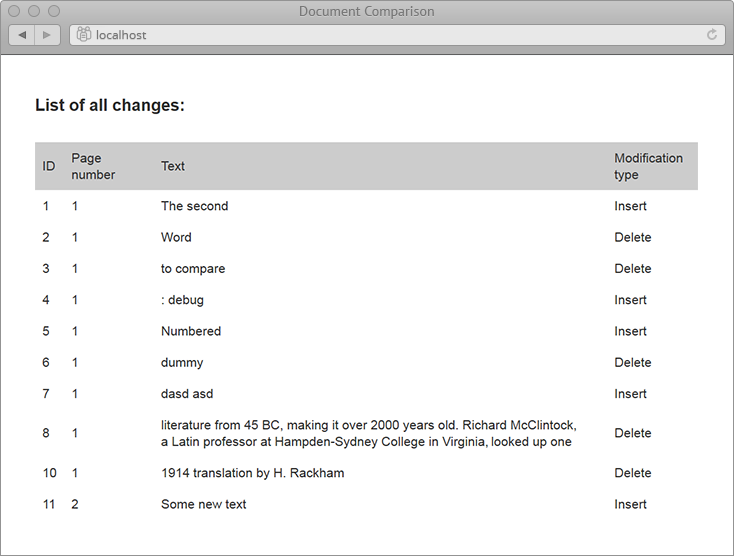 Document Comparison
localhost
List of all changes:
ID Page number Text Modification type
1 1 The second Insert
2 1 Word Delete
3 1 to compare Delete
4 1 : debug Insert
5 1 Numbered Insert
6 1 dummy Delete
7 1 dasd asd Insert
8 1 literature from 45 BC, making it over 2000 years old. Richard McClintock,
a Latin professor at Hampden-Sydney College in Virginia, looked up one Delete
10 1 1914 translation by H. Rackham Delete
11 2 Some new text Insert